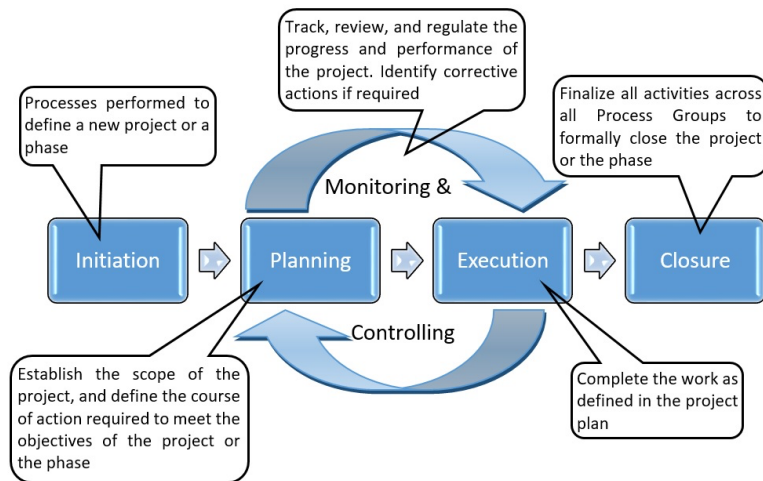 Track, review, and regulate the
progress and performance of
the project. Identify corrective
actions if required
Processes performed to
define a new project or a
phase
Finalize all activities across
all Process Groups to
formally close the project
or the phase
Monitoring &
Initiation
Planning
Execution
Closure
Controlling
Establish the scope of the
project, and define the course
of action required to meet the
objectives of the project or
the phase
Complete the work as
defined in the project
plan